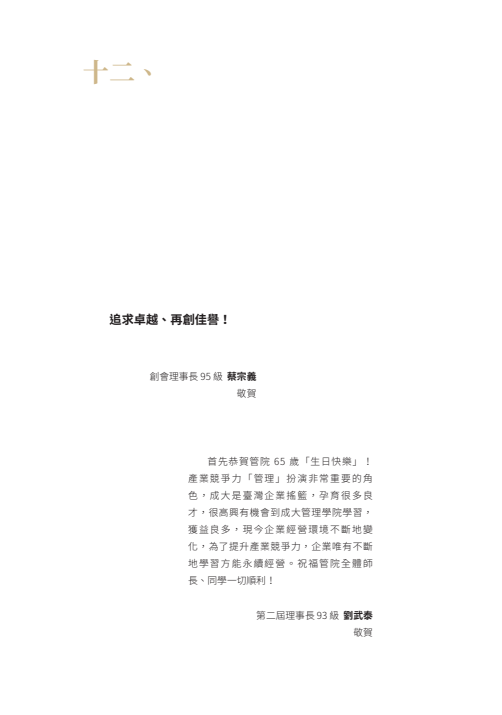 十二、
追求卓越、再創佳譽！
創會理事長 95 級 蔡宗義
敬賀
首先恭賀管院 65 歲「生日快樂」！
產業競爭力「管理」扮演非常重要的角
色，成大是臺灣企業搖籃，孕育很多良
才，很高興有機會到成大管理學院學習，
獲益良多，現今企業經營環境不斷地變
化，為了提升產業競爭力，企業唯有不斷
地學習方能永續經營。祝福管院全體師
長、同學一切順利！
第二屆理事長 93 級 劉武泰
敬賀